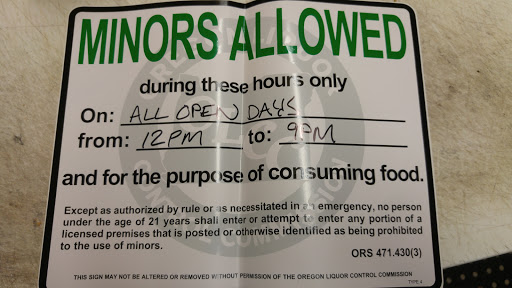 MINORS ALLOWED
during these hours only
On: ALL OPEN DAYS
from: 12PM to: 9PM
and for the purpose of consuming food.
Except as authorized by rule or as necessitated in an emergency, no person
under the age of 21 years shall enter or attempt to enter any portion of a
licensed premises that is posted or otherwise identified as being prohibited
to the use of minors.
ORS 471.430(3)
THIS SIGN MAY NOT BE ALTERED OR REMOVED WITHOUT PERMISSION OF THE OREGON LIQUOR CONTROL COMMISSION
TYPE 4